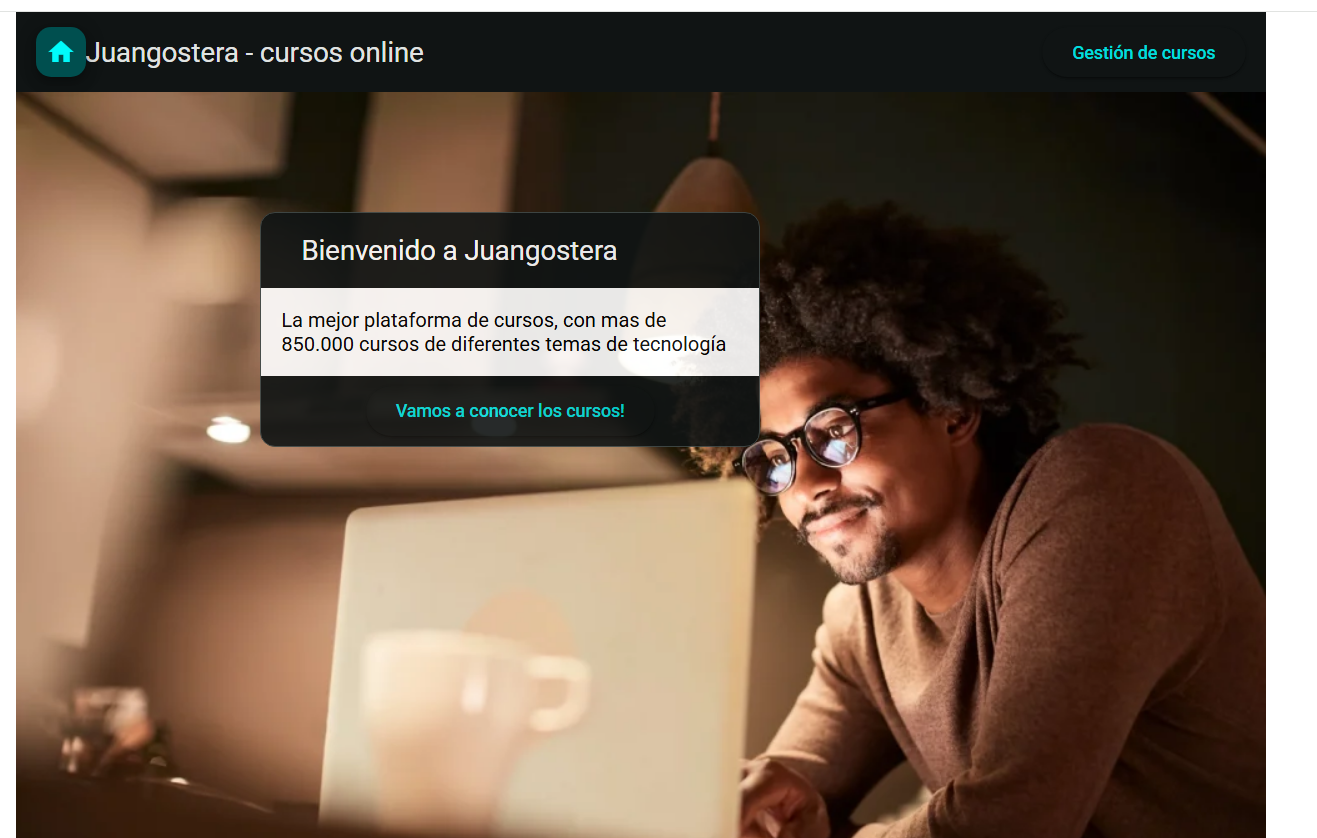 Juangostera - cursos online
Gestión de cursos
Bienvenido a Juangostera
La mejor plataforma de cursos, con mas de
850.000 cursos de diferentes temas de tecnología
Vamos a conocer los cursos!